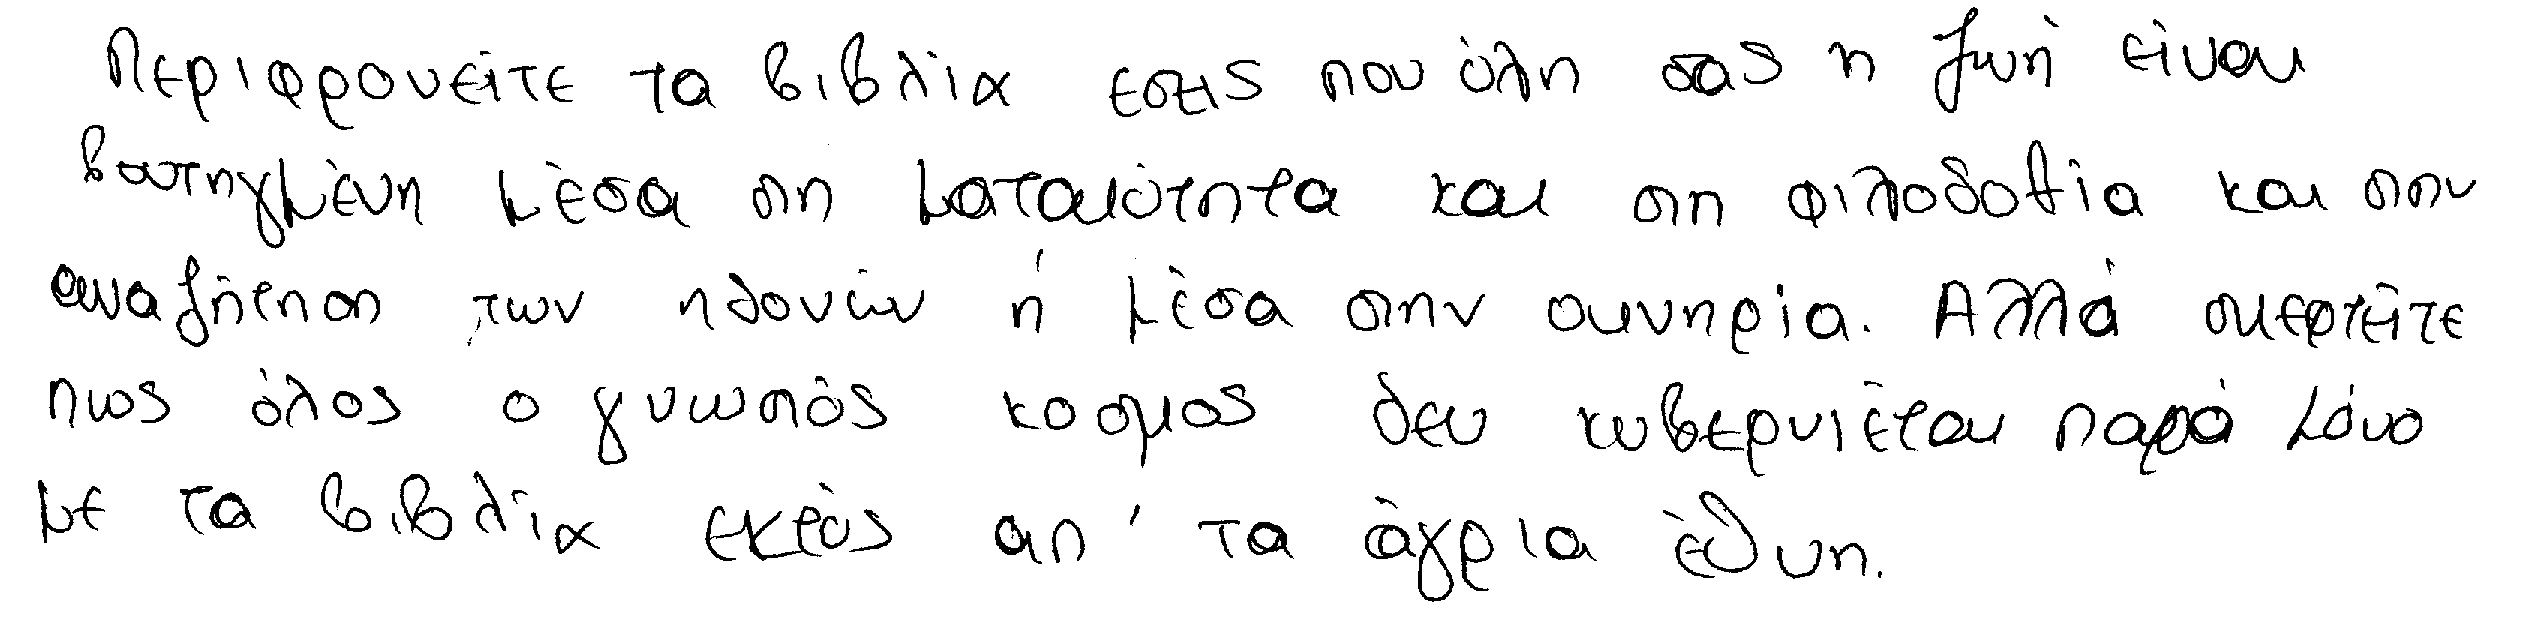 Περιφρονείτε τα βιβλία εσεις που όλη σας η ζωή είναι
βουτηγμένη μέσα στη ματαιότητα και στη φιλοδοξία και στην
αναζήτηση των ηδονών ή μέσα στην οκνηρία. Αλλά σκεφτείτε
πως όλος ο γνωστός κοσμος δεν κυβερνιέται παρά μόνο
με τα βιβλία εκτός απ' τα άγρια έθνη.